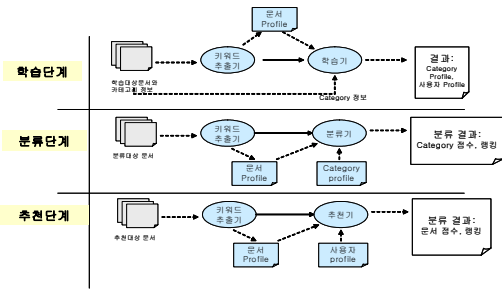 문서
Profile
학습단계
키워드
추출기
학습기
결과:
Category
Profile,
사용자 Profile
학습대상문서와
카테고리 정보
Category 정보
분류단계
키워드
추출기
분류기
분류 결과:
Category 점수, 랭킹
분류대상 문서
문서
Profile
Category
profile
추천단계
키워드
추출기
추천기
분류 결과:
문서 점수, 랭킹
추천대상 문서
문서
Profile
사용자
profile